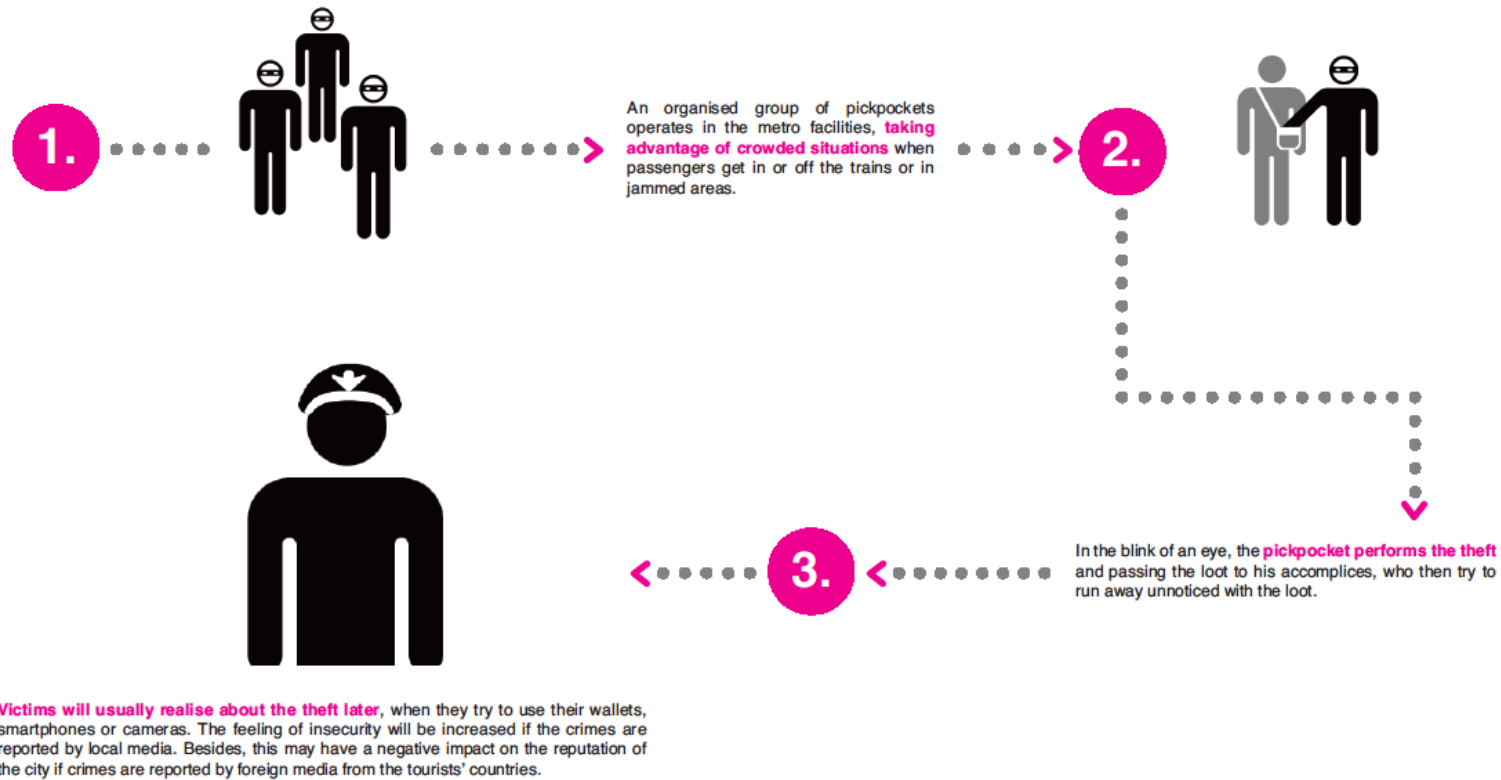 1.
An organised group of pickpockets
operates in the metro facilities, taking
advantage of crowded situations when
passengers get in or off the trains or in
jammed areas.
2.
In the blink of an eye, the pickpocket performs the theft
and passing the loot to his accomplices, who then try to
run away unnoticed with the loot.
3.
Victims will usually realise about the theft later, when they try to use their wallets,
smartphones or cameras. The feeling of insecurity will be increased if the crimes are
reported by local media. Besides, this may have a negative impact on the reputation of
the city if crimes are reported by foreign media from the tourists' countries.